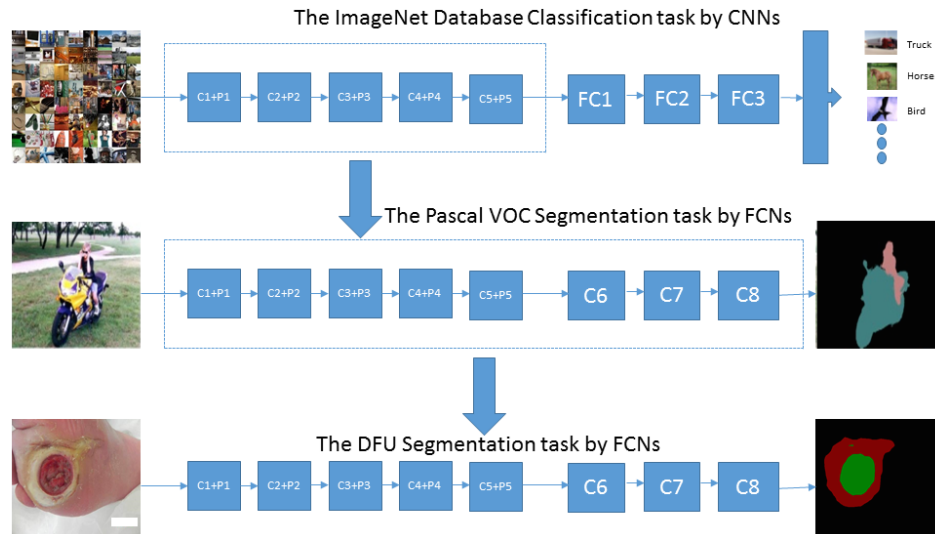 The ImageNet Database Classification task by CNNs
C1+P1 C2+P2 C3+P3 C4+P4 C5+P5 FC1 FC2 FC3
Truck
Horse
Bird
The Pascal VOC Segmentation task by FCNs
C1+P1 C2+P2 C3+P3 C4+P4 C5+P5 C6 C7 C8
The DFU Segmentation task by FCNs
C1+P1 C2+P2 C3+P3 C4+P4 C5+P5 C6 C7 C8